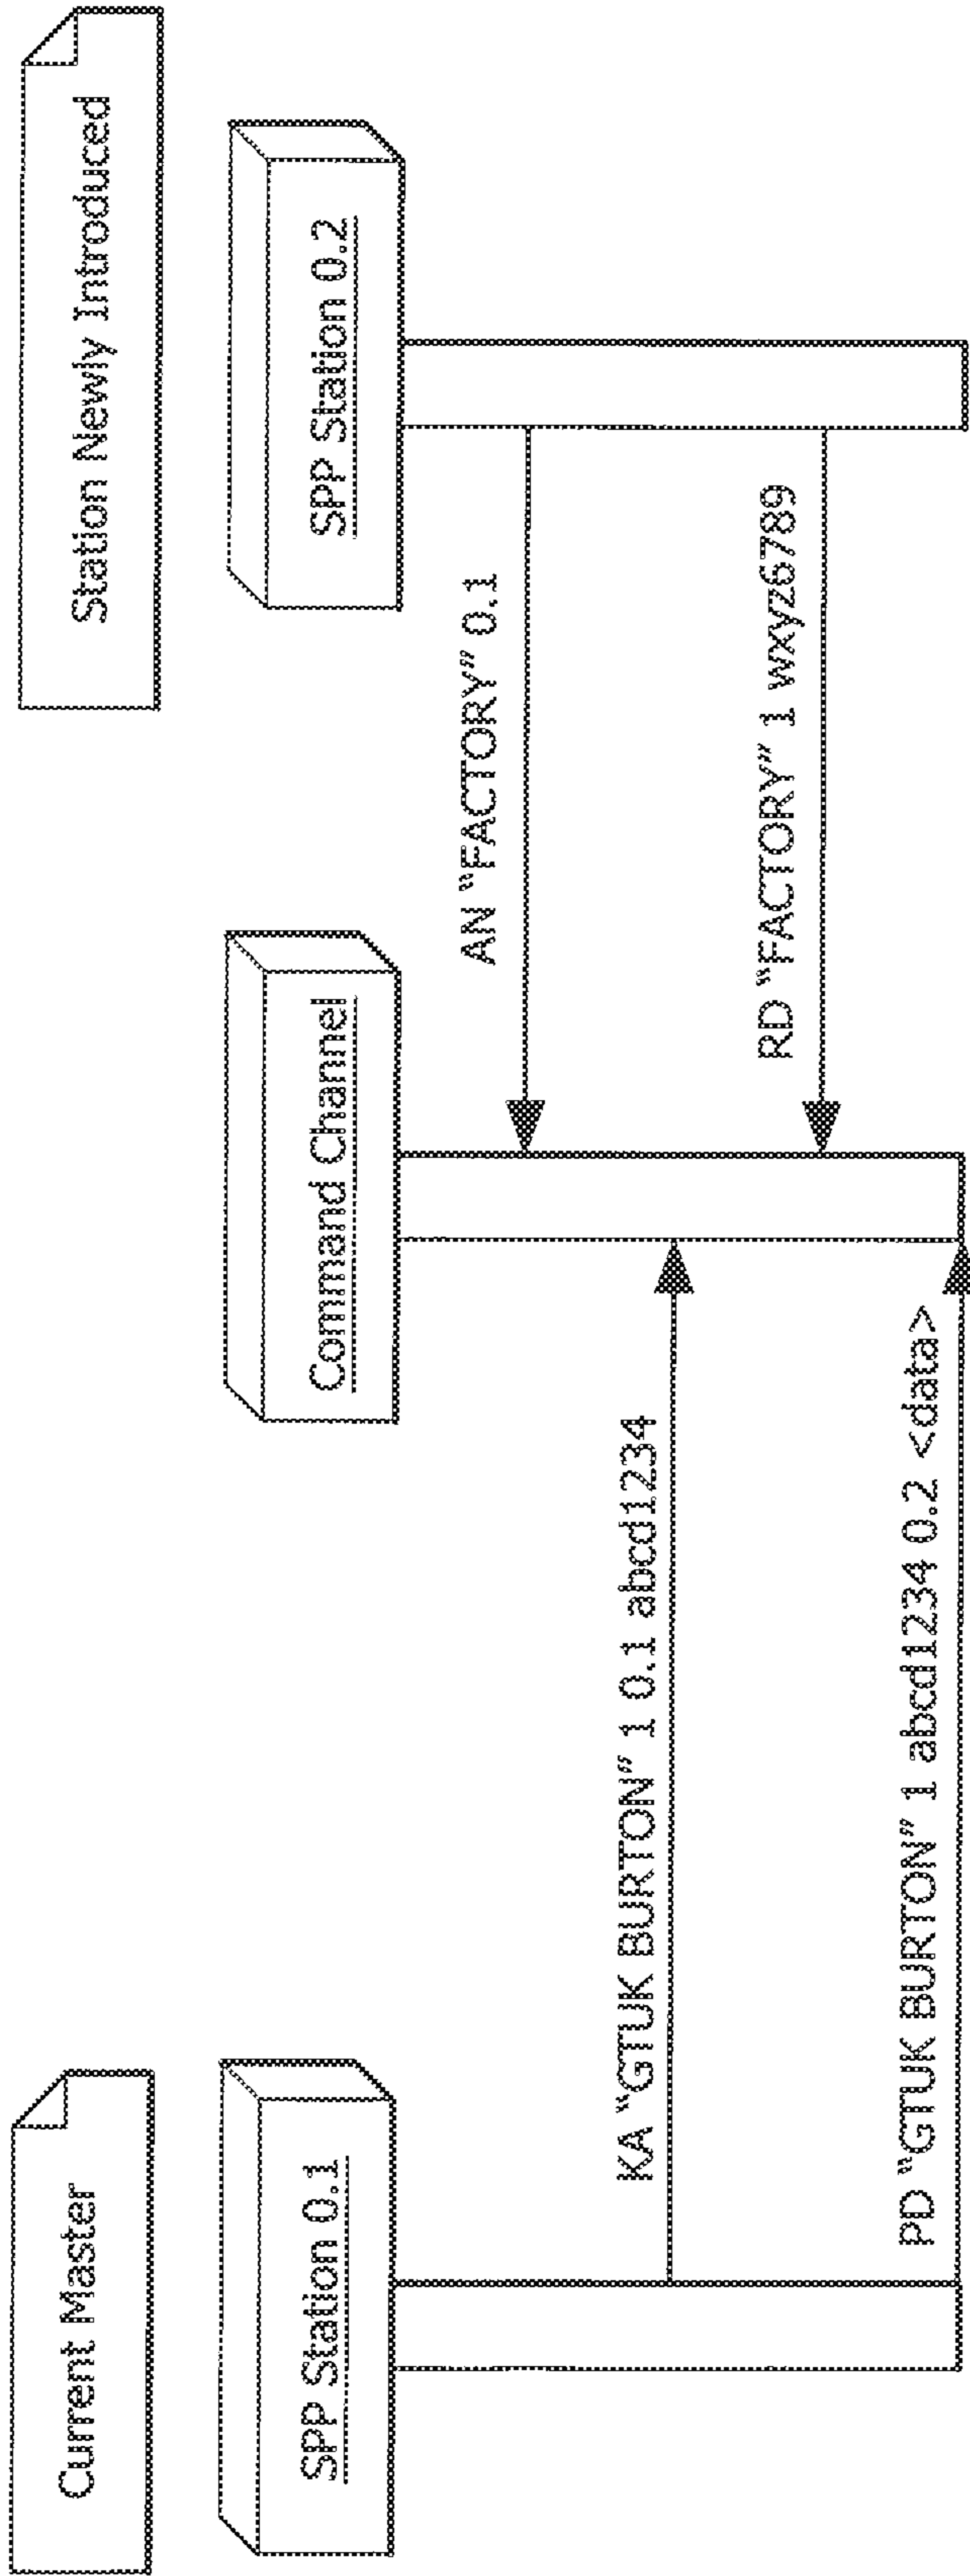 Current Master
Station Newly Introduced
SPP Station 0.1
Command Channel
SPP Station 0.2
AN “FACTORY” 0.1
KA “GTUK BURTON” 1 0.1 abcd1234
RD “FACTORY” 1 wxyz6789
PD “GTUK BURTON” 1 abcd1234 0.2 <data>